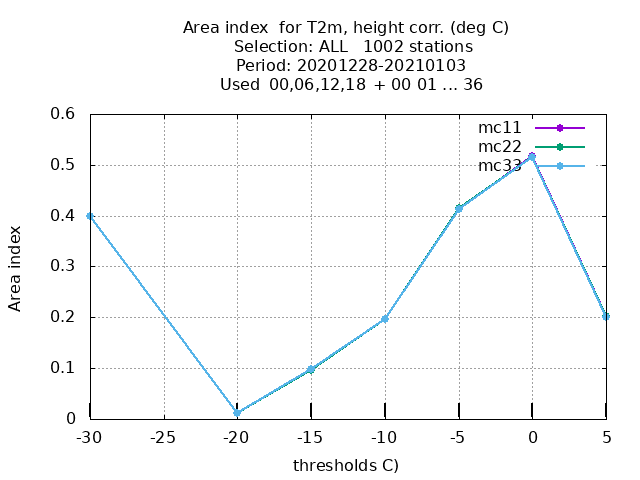 Area index  for T2m, height corr. (deg C)
Selection: ALL   1002 stations
Period: 20201228-20210103
Used  00,06,12,18  + 00 01 ... 36
0.6
0.5
0.4
0.3
0.2
0.1
0
Area index
mc11
mc22
mc33
-30
-25
-20
-15
-10
-5
0
5
thresholds C)